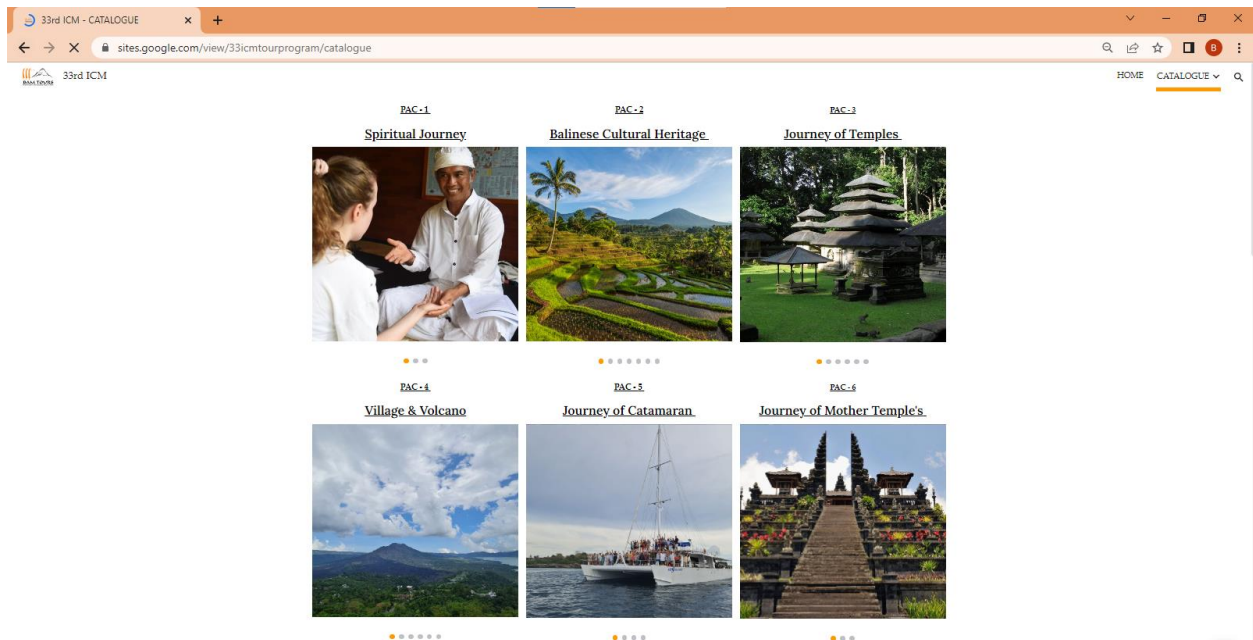 33rd ICM - CATALOGUE
sites.google.com/view/33icmtourprogram/catalogue
B
33rd ICM
HOME CATALOGUE
PAC - 1 PAC - 2 PAC - 3
Spiritual Journey Balinese Cultural Heritage Journey of Temples
PAC - 4 PAC - 5 PAC - 6
Village & Volcano Journey of Catamaran Journey of Mother Temple's